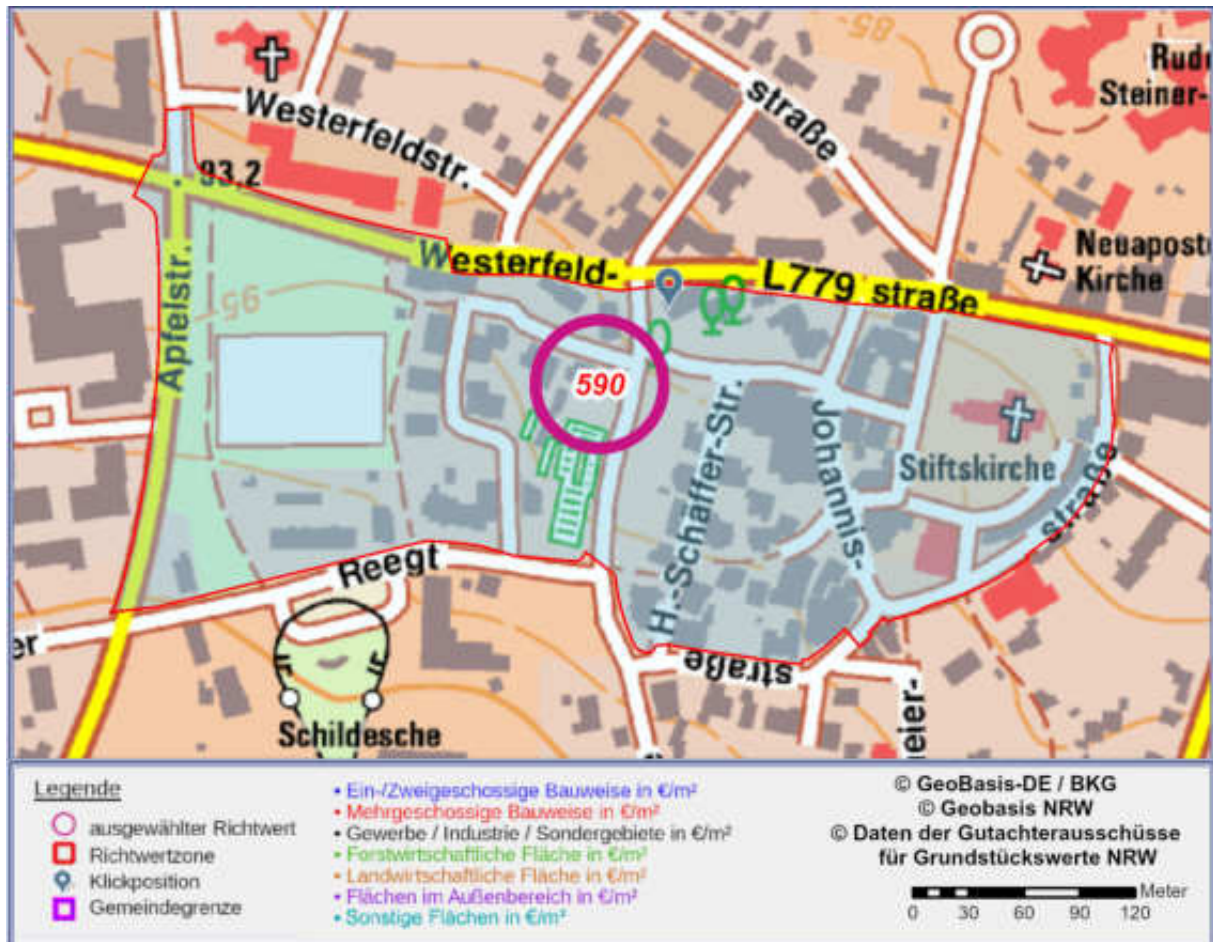 Rud
Steiner-
straße
Westerfeldstr.
93,2
85
Neuapost
Kirche
Westerfeld-
L779 straße
Apfelstr.
95
590
H.-Schäffer-Str.
Johannis-
Stiftskirche
straße
Reegt
er
straße
Schildesche
eier-
Legende
ausgewählter Richtwert
Richtwertzone
Klickposition
Gemeindegrenze
• Ein-/Zweigeschossige Bauweise in €/m²
• Mehrgeschossige Bauweise in €/m²
• Gewerbe / Industrie / Sondergebiete in €/m²
• Forstwirtschaftliche Fläche in €/m²
• Landwirtschaftliche Fläche in €/m²
• Flächen im Außenbereich in €/m²
• Sonstige Flächen in €/m²
© GeoBasis-DE / BKG
© Geobasis NRW
© Daten der Gutachterausschüsse
für Grundstückswerte NRW
Meter
0 30 60 90 120